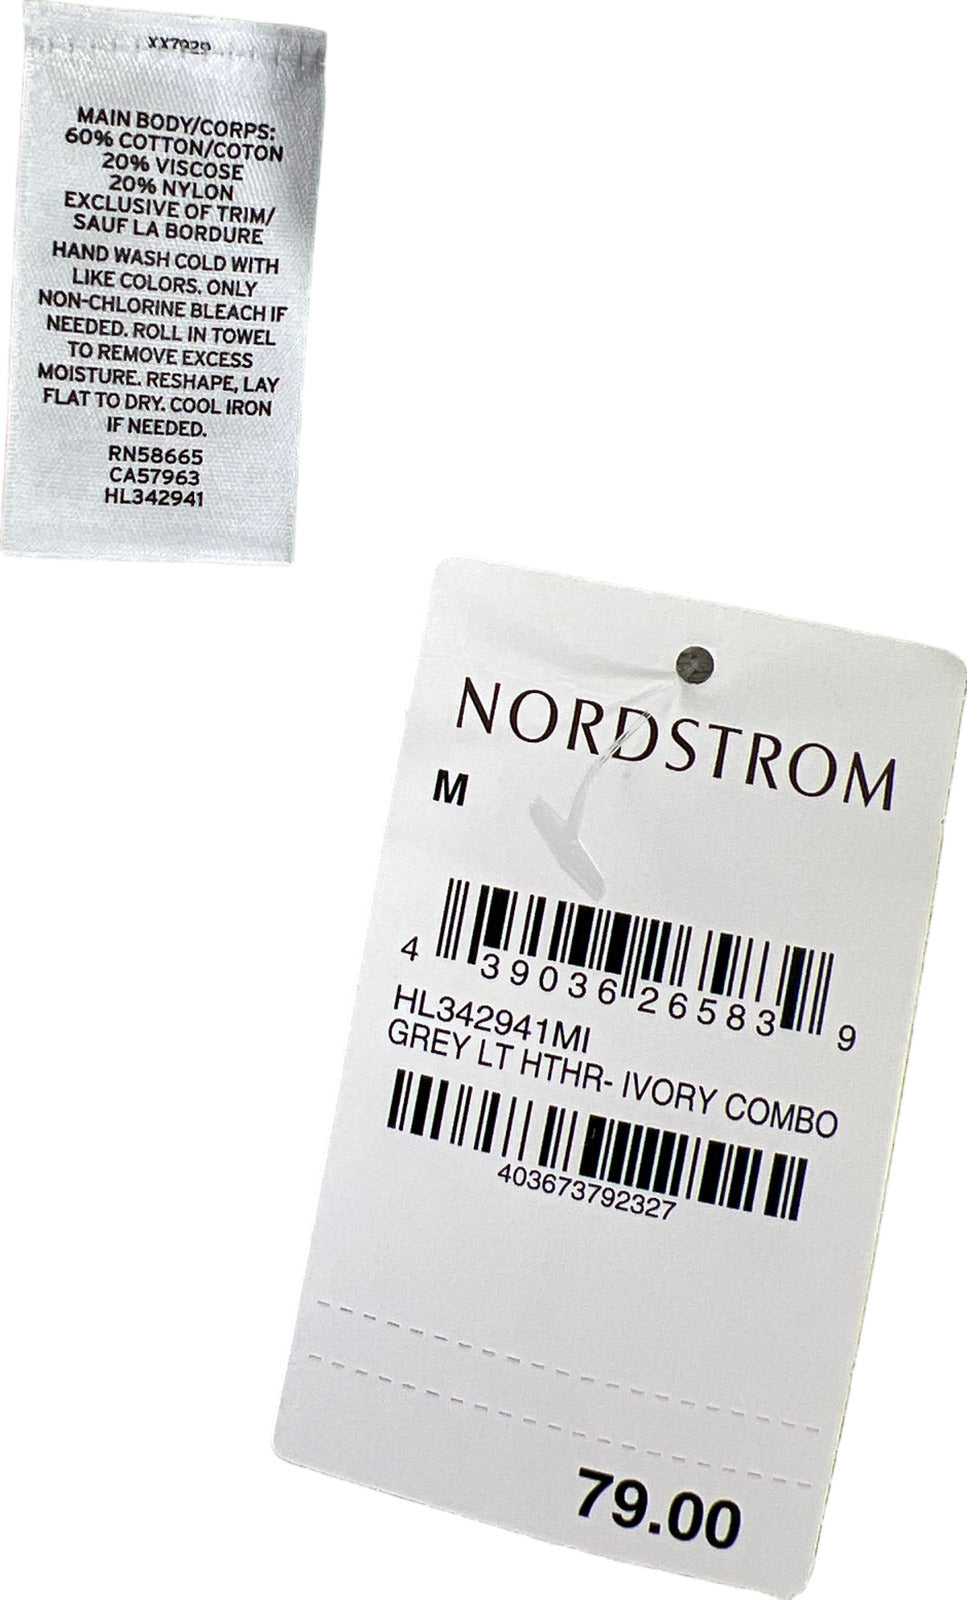 XX7929
MAIN BODY/CORPS:
60% COTTON/COTON
20% VISCOSE
20% NYLON
EXCLUSIVE OF TRIM/
SAUF LA BORDURE
HAND WASH COLD WITH
LIKE COLORS. ONLY
NON-CHLORINE BLEACH IF
NEEDED. ROLL IN TOWEL
TO REMOVE EXCESS
MOISTURE. RESHAPE, LAY
FLAT TO DRY. COOL IRON
IF NEEDED.
RN58665
CA57963
HL342941
NORDSTROM
M
4 39036 26583 9
HL342941MI
GREY LT HTHR- IVORY COMBO
403673792327
79.00